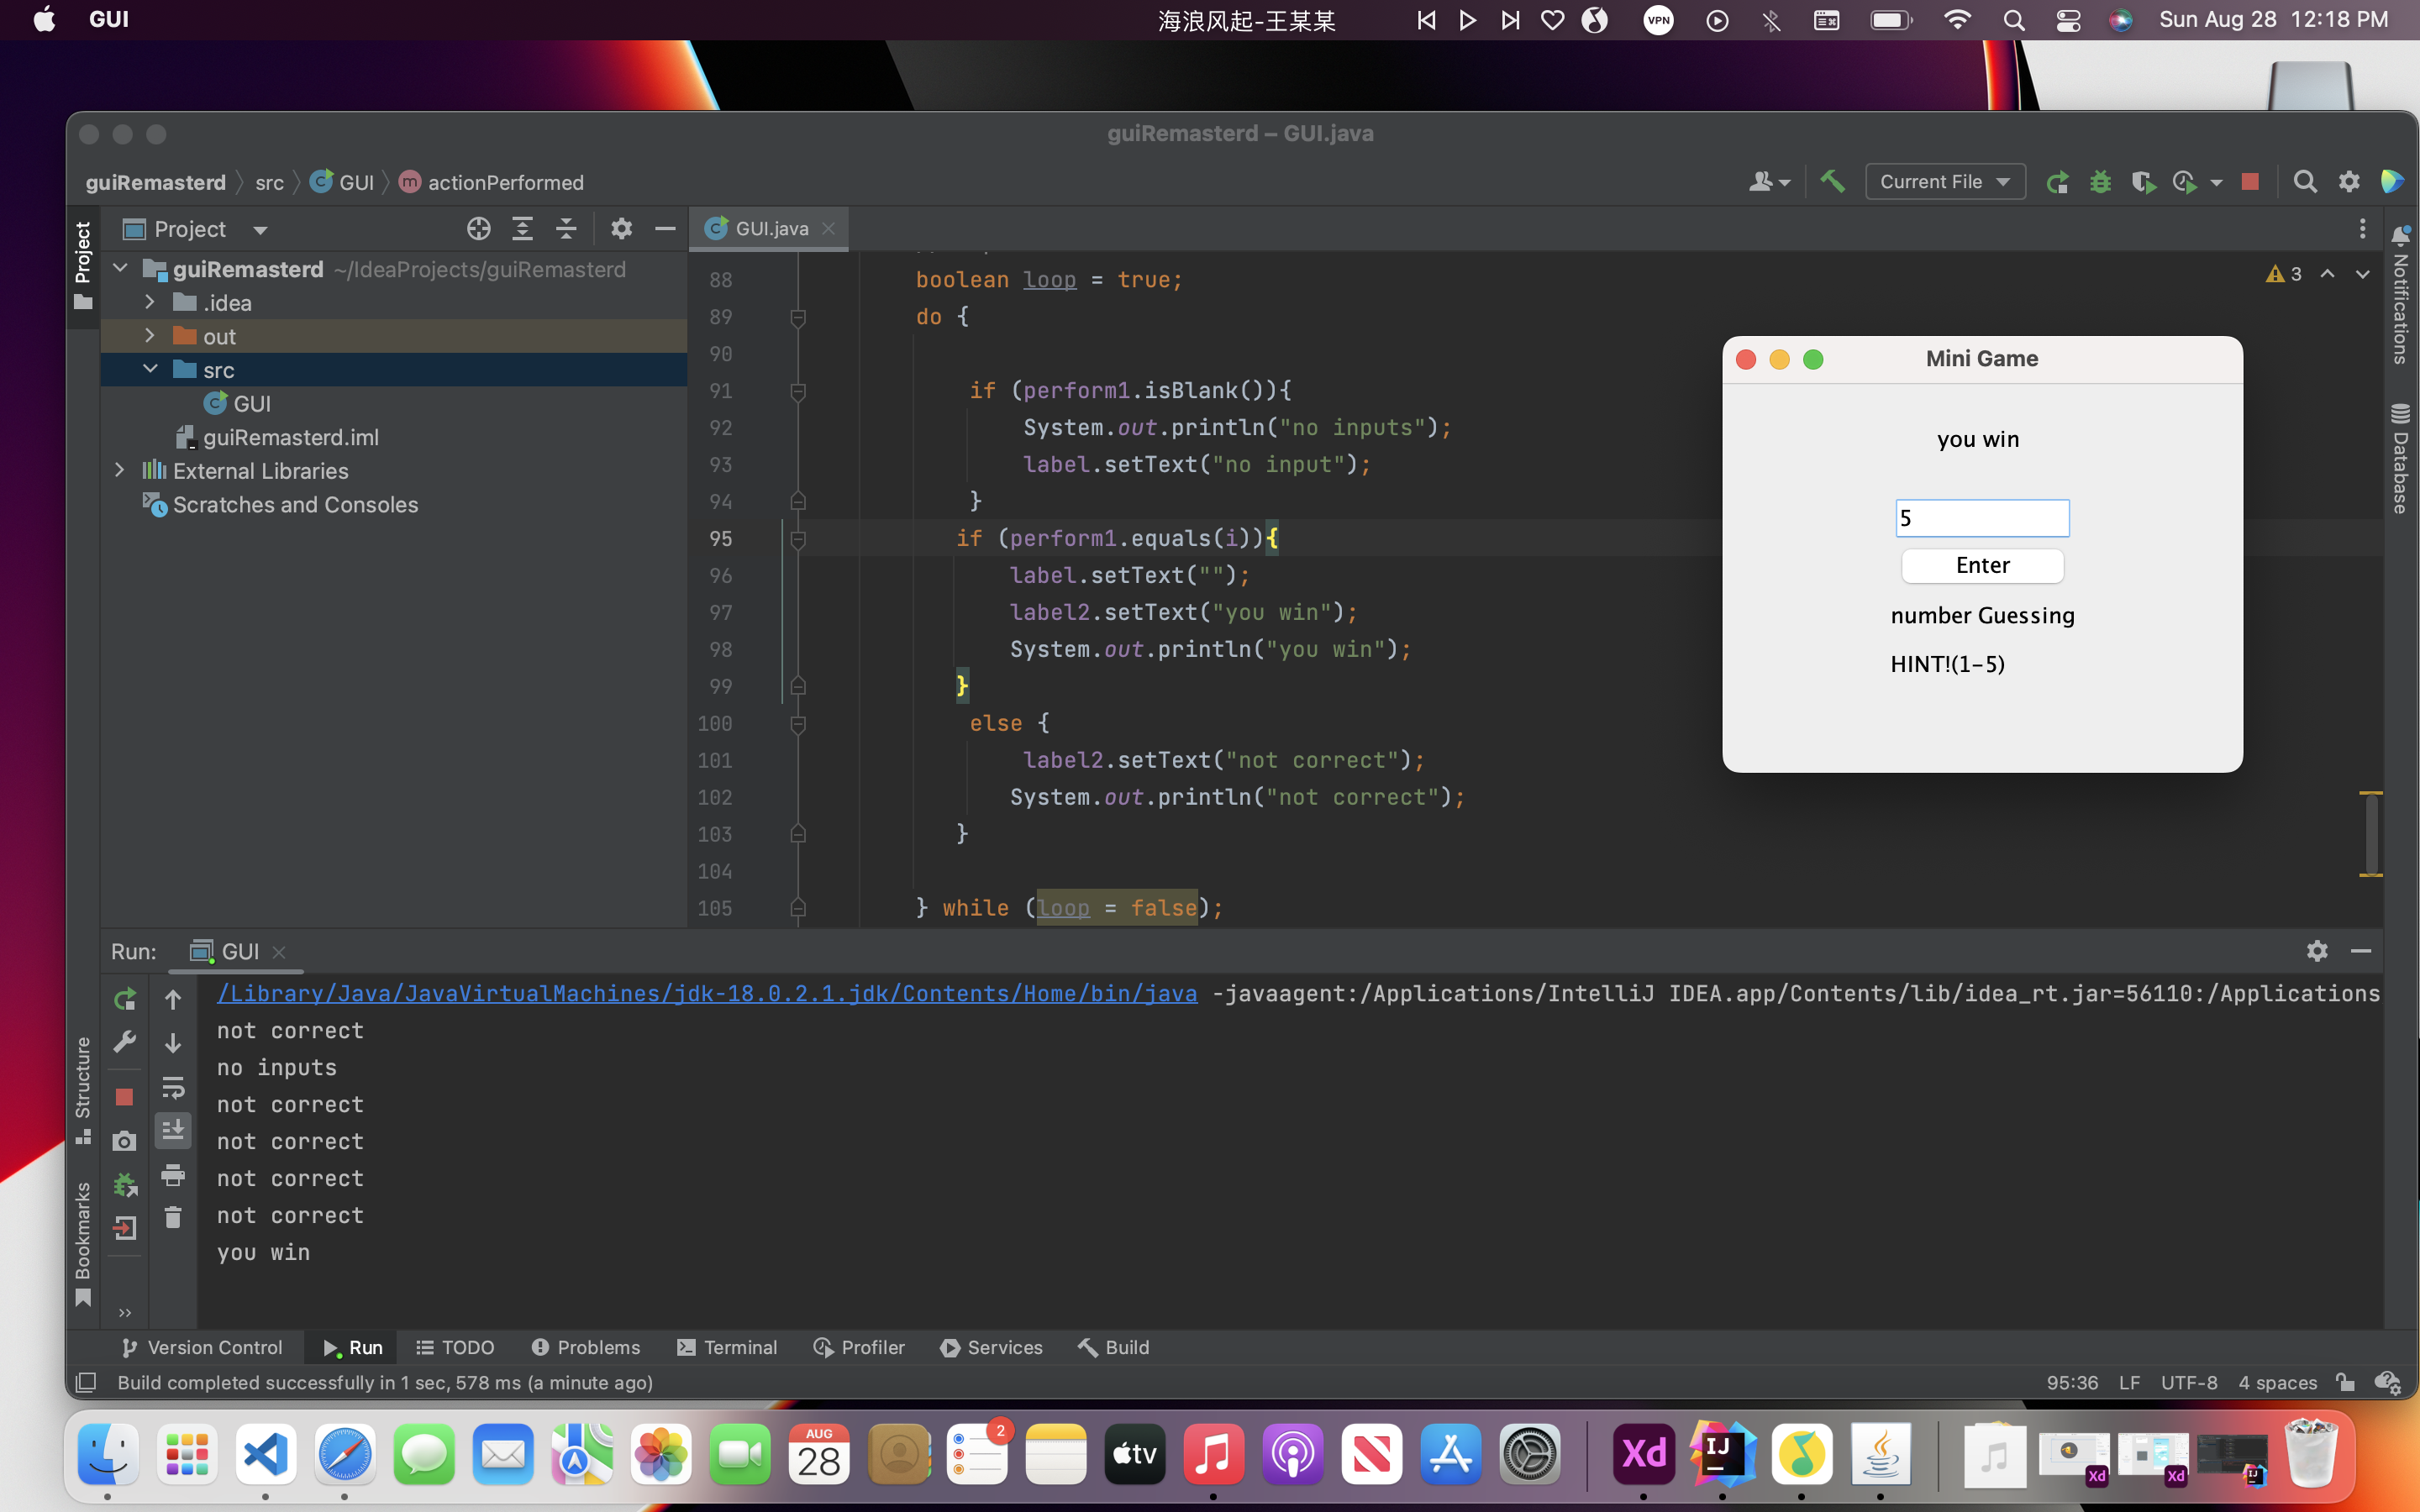 GUI
海浪风起-王某某
VPN
Sun Aug 28 12:18 PM
guiRemasterd – GUI.java
guiRemasterd
src
GUI
actionPerformed
Current File
Project
Project
guiRemasterd ~/IdeaProjects/guiRemasterd
.idea
out
src
GUI
guiRemasterd.iml
External Libraries
Scratches and Consoles
GUI.java
3
88 boolean loop = true;
89 do {
90
91 if (perform1.isBlank()){
92 System.out.println("no inputs");
93 label.setText("no input");
94 }
95 if (perform1.equals(i)){
96 label.setText("");
97 label2.setText("you win");
98 System.out.println("you win");
99 }
100 else {
101 label2.setText("not correct");
102 System.out.println("not correct");
103 }
104
105 } while (loop = false);
Mini Game
you win
5
Enter
number Guessing
HINT!(1-5)
Notifications
Database
Run:
GUI
/Library/Java/JavaVirtualMachines/jdk-18.0.2.1.jdk/Contents/Home/bin/java -javaagent:/Applications/IntelliJ IDEA.app/Contents/lib/idea_rt.jar=56110:/Applications
not correct
no inputs
not correct
not correct
not correct
not correct
you win
Structure
Bookmarks
Version Control
Run
TODO
Problems
Terminal
Profiler
Services
Build
Build completed successfully in 1 sec, 578 ms (a minute ago)
95:36
LF
UTF-8
4 spaces
AUG
28
2
tv
Xd
IJ
Xd
Xd
IJ